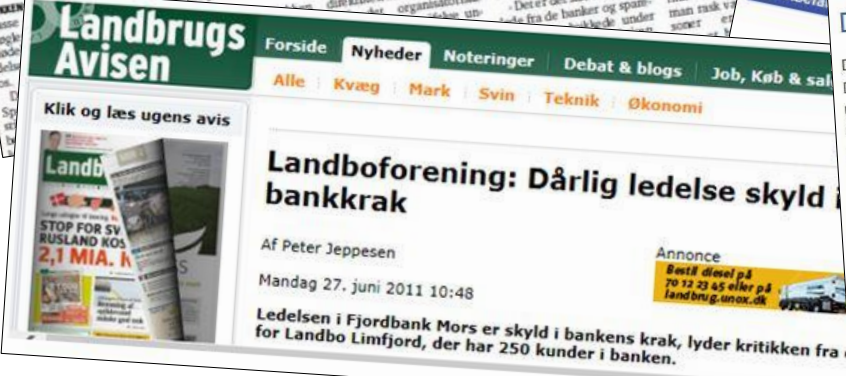 Landbrugs
Avisen
Forside Nyheder Noteringer Debat & blogs Job, Køb &
Alle Kvæg Mark Svin Teknik Økonomi
Klik og læs ugens avis
Landb
STOP FOR SV
RUSLAND KOS
2,1 MIA.
Landboforening: Dårlig ledelse skyld i
bankkrak
Af Peter Jeppesen
Mandag 27. juni 2011 10:48
Annonce
Bestil diesel på
70 12 23 45 eller på
landbrug.unox.dk
Ledelsen i Fjordbank Mors er skyld i bankens krak, lyder kritikken fra
for Landbo Limfjord, der har 250 kunder i banken.